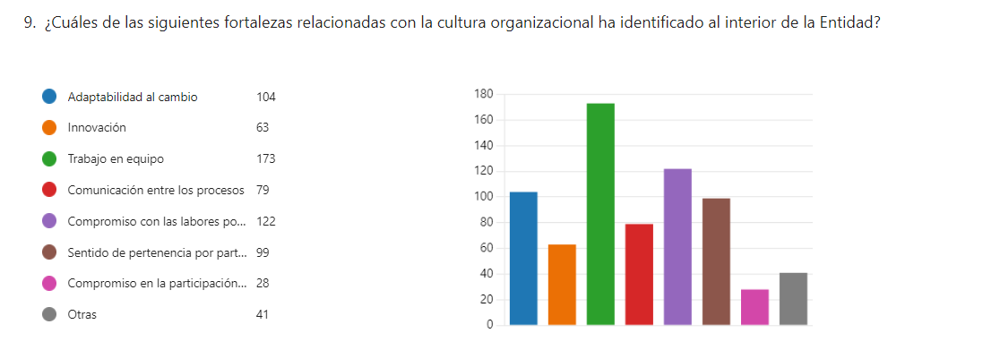 9. ¿Cuáles de las siguientes fortalezas relacionadas con la cultura organizacional ha identificado al interior de la Entidad?
Adaptabilidad al cambio 104
Innovación 63
Trabajo en equipo 173
Comunicación entre los procesos 79
Compromiso con las labores po... 122
Sentido de pertenencia por part... 99
Compromiso en la participación... 28
Otras 41
180
160
140
120
100
80
60
40
20
0